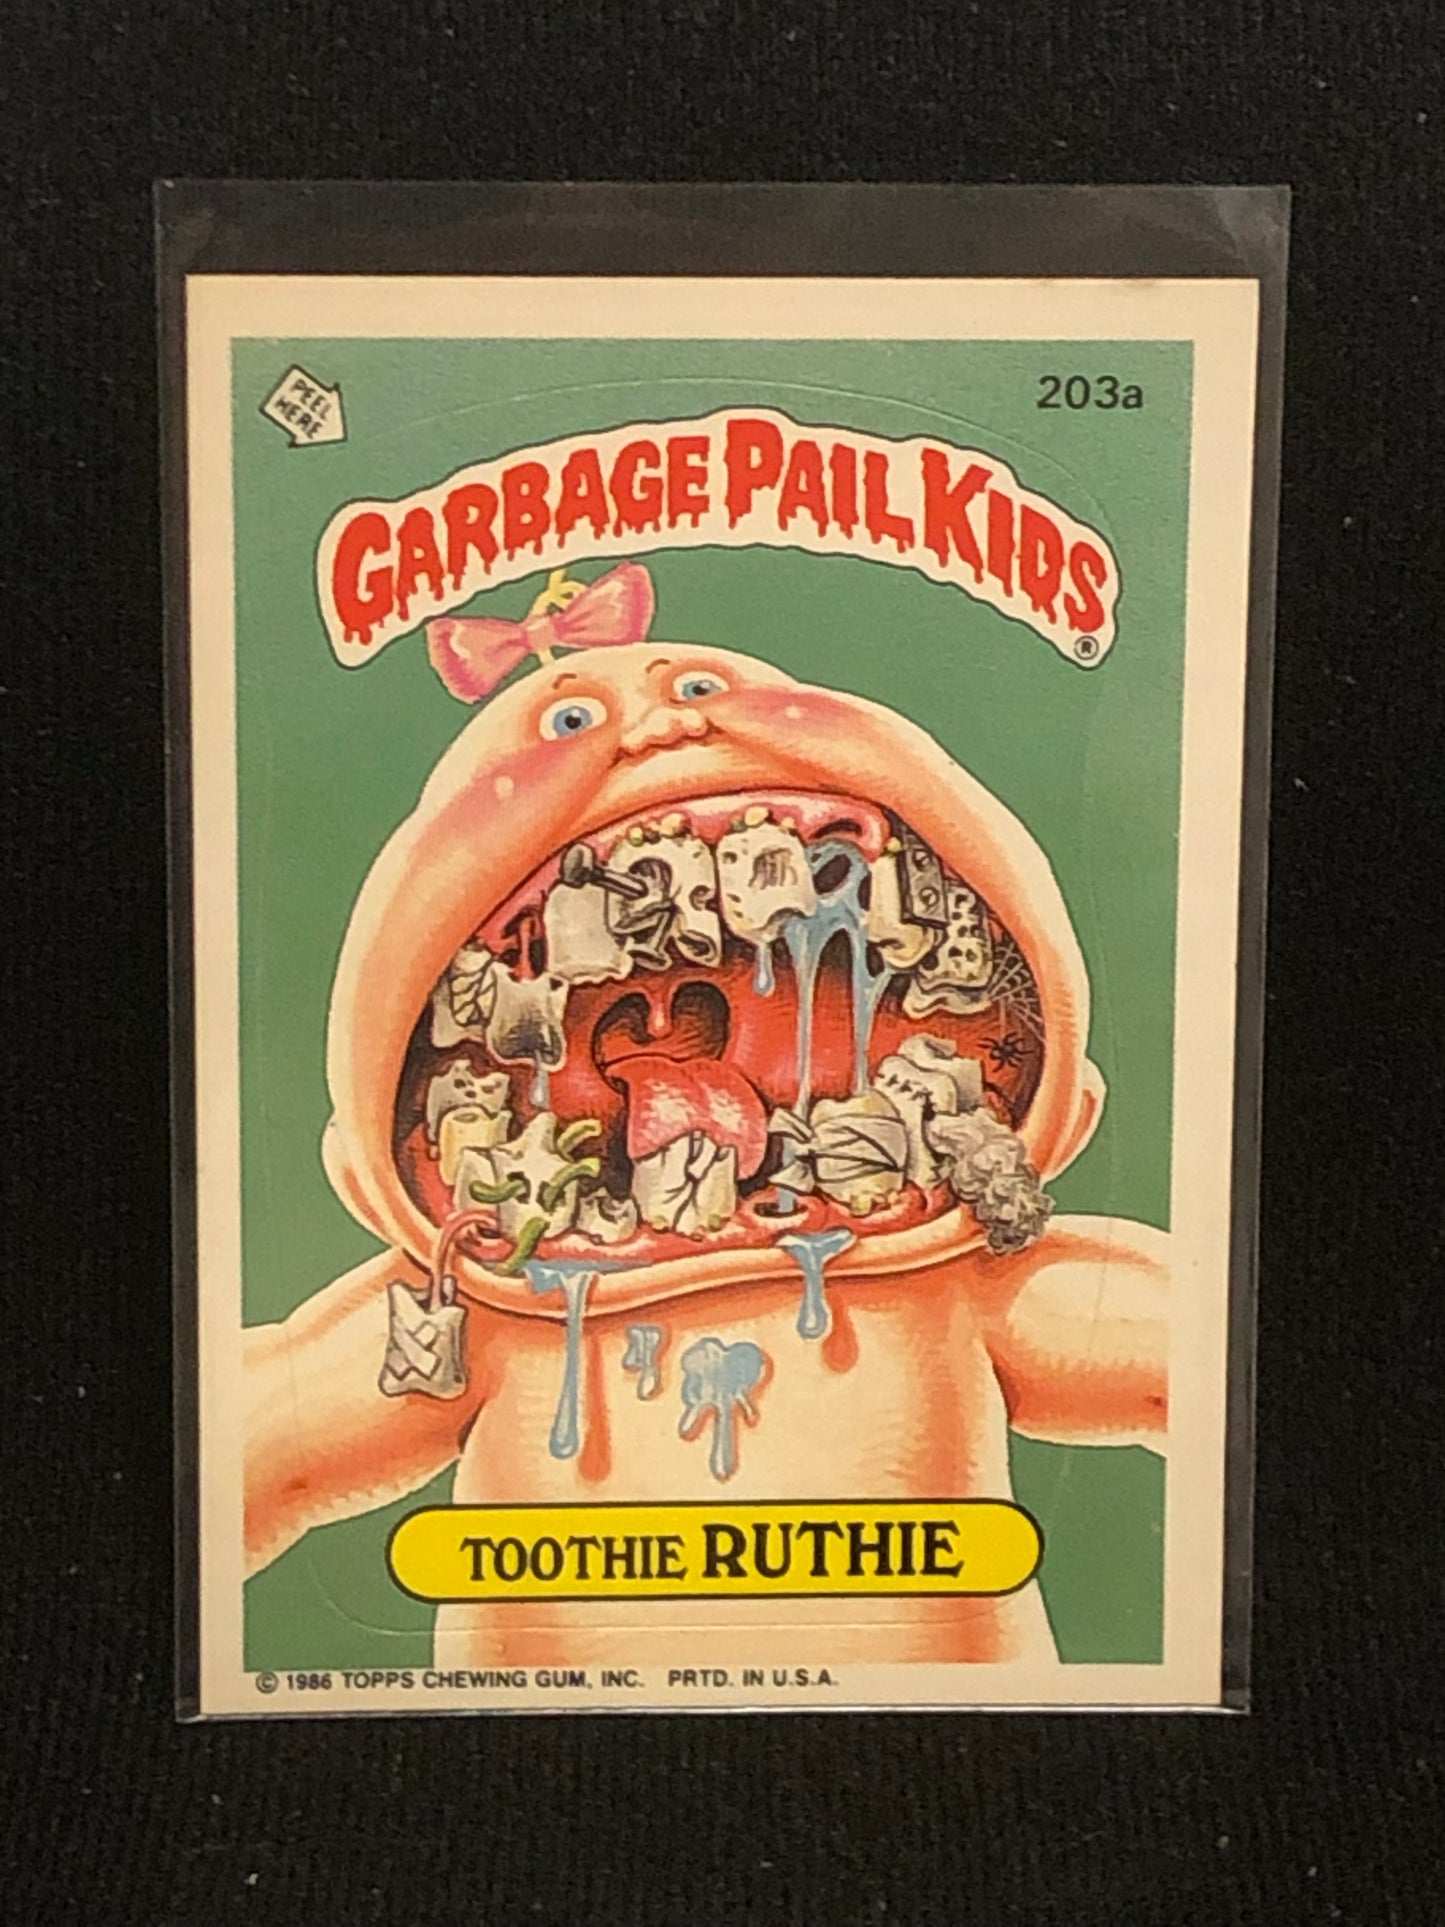 PEEL
HERE
203a
GARBAGE PAIL KIDS
®
TOOTHIE RUTHIE
© 1986 TOPPS CHEWING GUM, INC. PRTD. IN U.S.A.